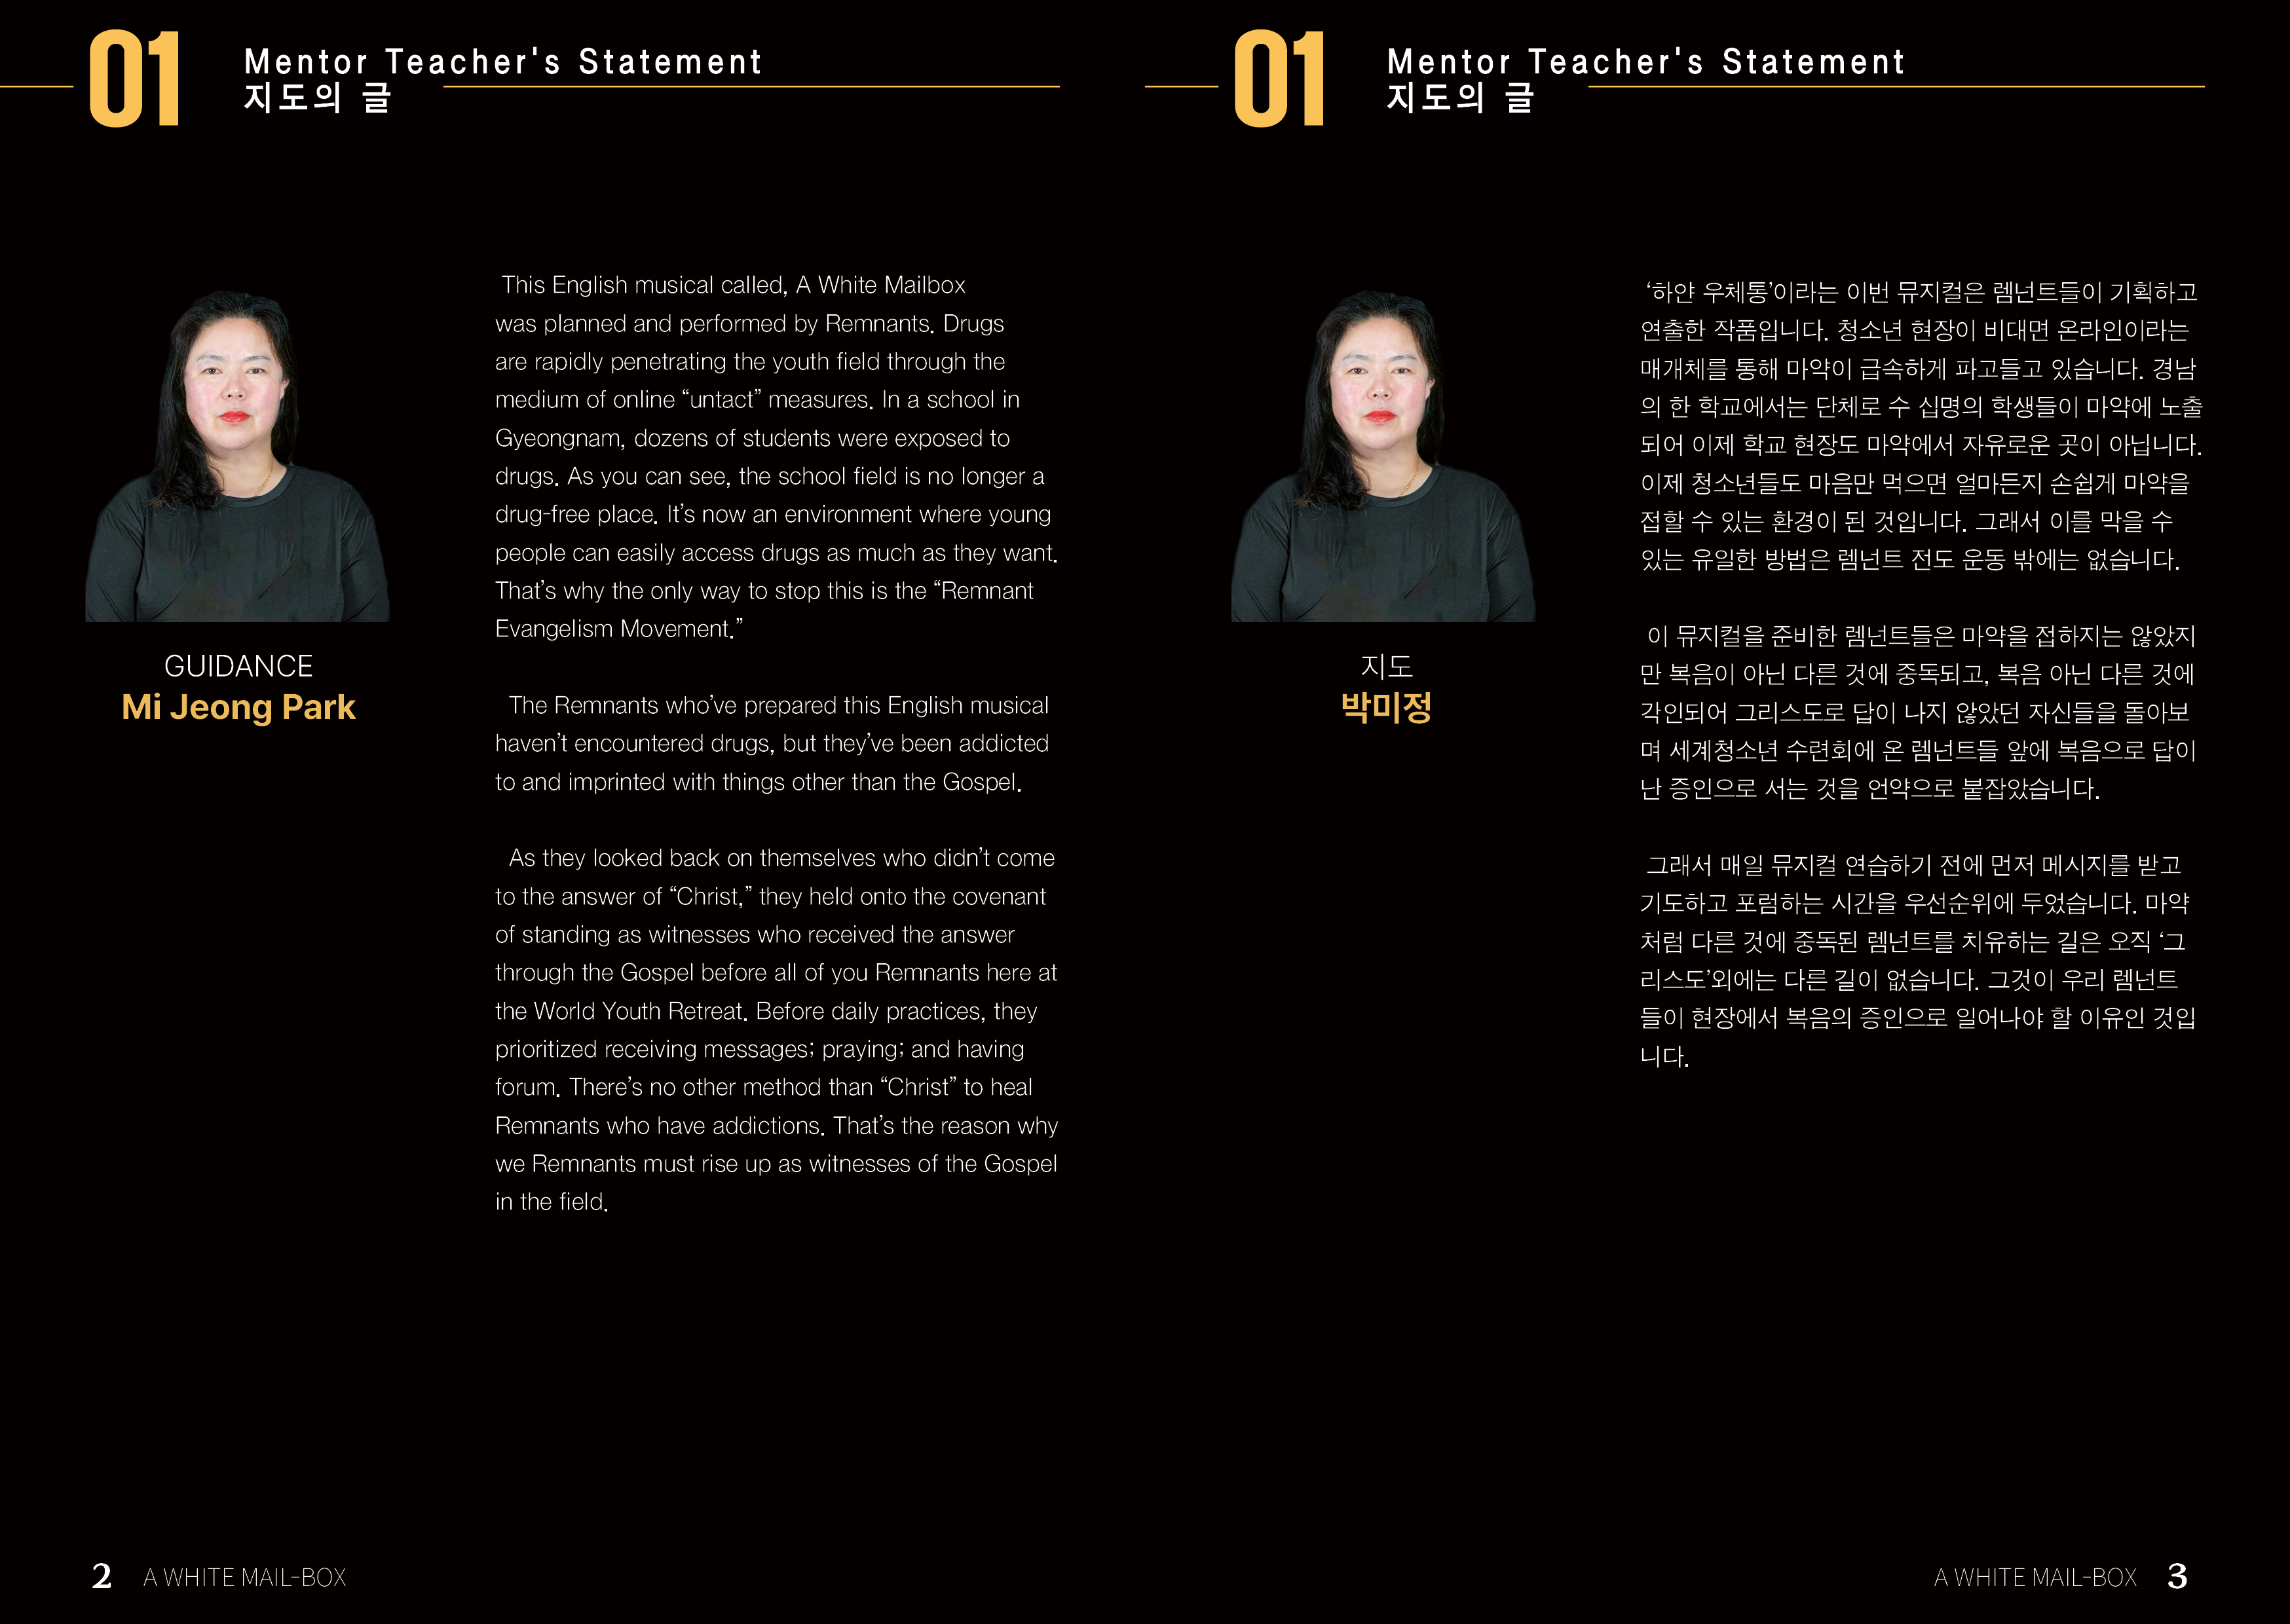 01
Mentor Teacher's Statement
지도의 글
This English musical called, A White Mailbox
was planned and performed by Remnants. Drugs
are rapidly penetrating the youth field through the
medium of online “untact” measures. In a school in
Gyeongnam, dozens of students were exposed to
drugs. As you can see, the school field is no longer a
drug-free place. It’s now an environment where young
people can easily access drugs as much as they want.
That’s why the only way to stop this is the “Remnant
Evangelism Movement.”
The Remnants who’ve prepared this English musical
haven’t encountered drugs, but they’ve been addicted
to and imprinted with things other than the Gospel.
As they looked back on themselves who didn’t come
to the answer of “Christ,” they held onto the covenant
of standing as witnesses who received the answer
through the Gospel before all of you Remnants here at
the World Youth Retreat. Before daily practices, they
prioritized receiving messages; praying; and having
forum. There’s no other method than “Christ” to heal
Remnants who have addictions. That’s the reason why
we Remnants must rise up as witnesses of the Gospel
in the field.
GUIDANCE
Mi Jeong Park
2 A WHITE MAIL-BOX
01
Mentor Teacher's Statement
지도의 글
‘하얀 우체통’이라는 이번 뮤지컬은 렘넌트들이 기획하고
연출한 작품입니다. 청소년 현장이 비대면 온라인이라는
매개체를 통해 마약이 급속하게 파고들고 있습니다. 경남
의 한 학교에서는 단체로 수 십명의 학생들이 마약에 노출
되어 이제 학교 현장도 마약에서 자유로운 곳이 아닙니다.
이제 청소년들도 마음만 먹으면 얼마든지 손쉽게 마약을
접할 수 있는 환경이 된 것입니다. 그래서 이를 막을 수
있는 유일한 방법은 렘넌트 전도 운동 밖에는 없습니다.
이 뮤지컬을 준비한 렘넌트들은 마약을 접하지는 않았지
만 복음이 아닌 다른 것에 중독되고, 복음 아닌 다른 것에
각인되어 그리스도로 답이 나지 않았던 자신들을 돌아보
며 세계청소년 수련회에 온 렘넌트들 앞에 복음으로 답이
난 증인으로 서는 것을 언약으로 붙잡았습니다.
그래서 매일 뮤지컬 연습하기 전에 먼저 메시지를 받고
기도하고 포럼하는 시간을 우선순위에 두었습니다. 마약
처럼 다른 것에 중독된 렘넌트를 치유하는 길은 오직 ‘그
리스도’외에는 다른 길이 없습니다. 그것이 우리 렘넌트
들이 현장에서 복음의 증인으로 일어나야 할 이유인 것입
니다.
지도
박미정
A WHITE MAIL-BOX 3